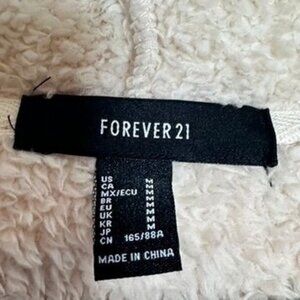 FOREVER 21
US M
CA M
MX/ECU M
BR M
EU M
UK M
KR M
JP M
CN 165/88A
MADE IN CHINA